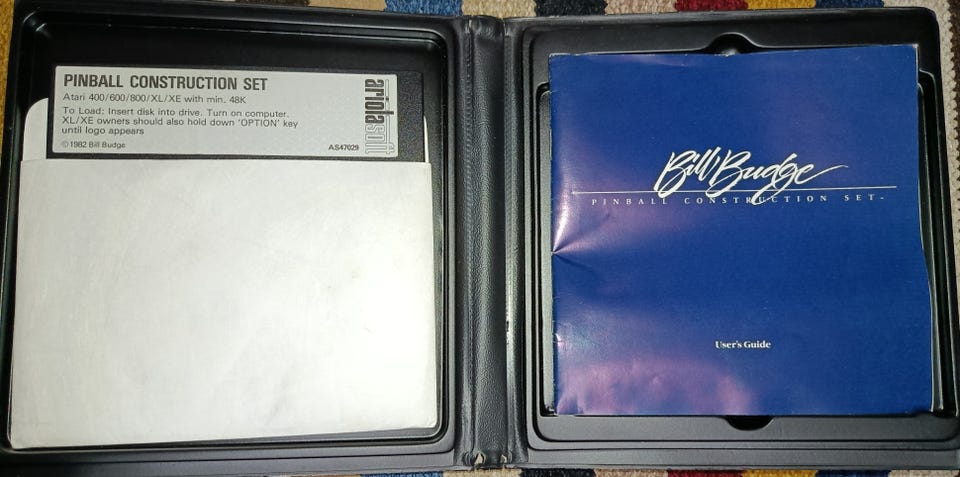 PINBALL CONSTRUCTION SET
Atari 400/600/800/XL/XE with min. 48K
To Load: Insert disk into drive. Turn on computer.
XL/XE owners should also hold down 'OPTION' key
until logo appears
© 1982 Bill Budge
AS47029
ariolasoft
Bill Budge
PINBALL CONSTRUCTION SET™
User's Guide